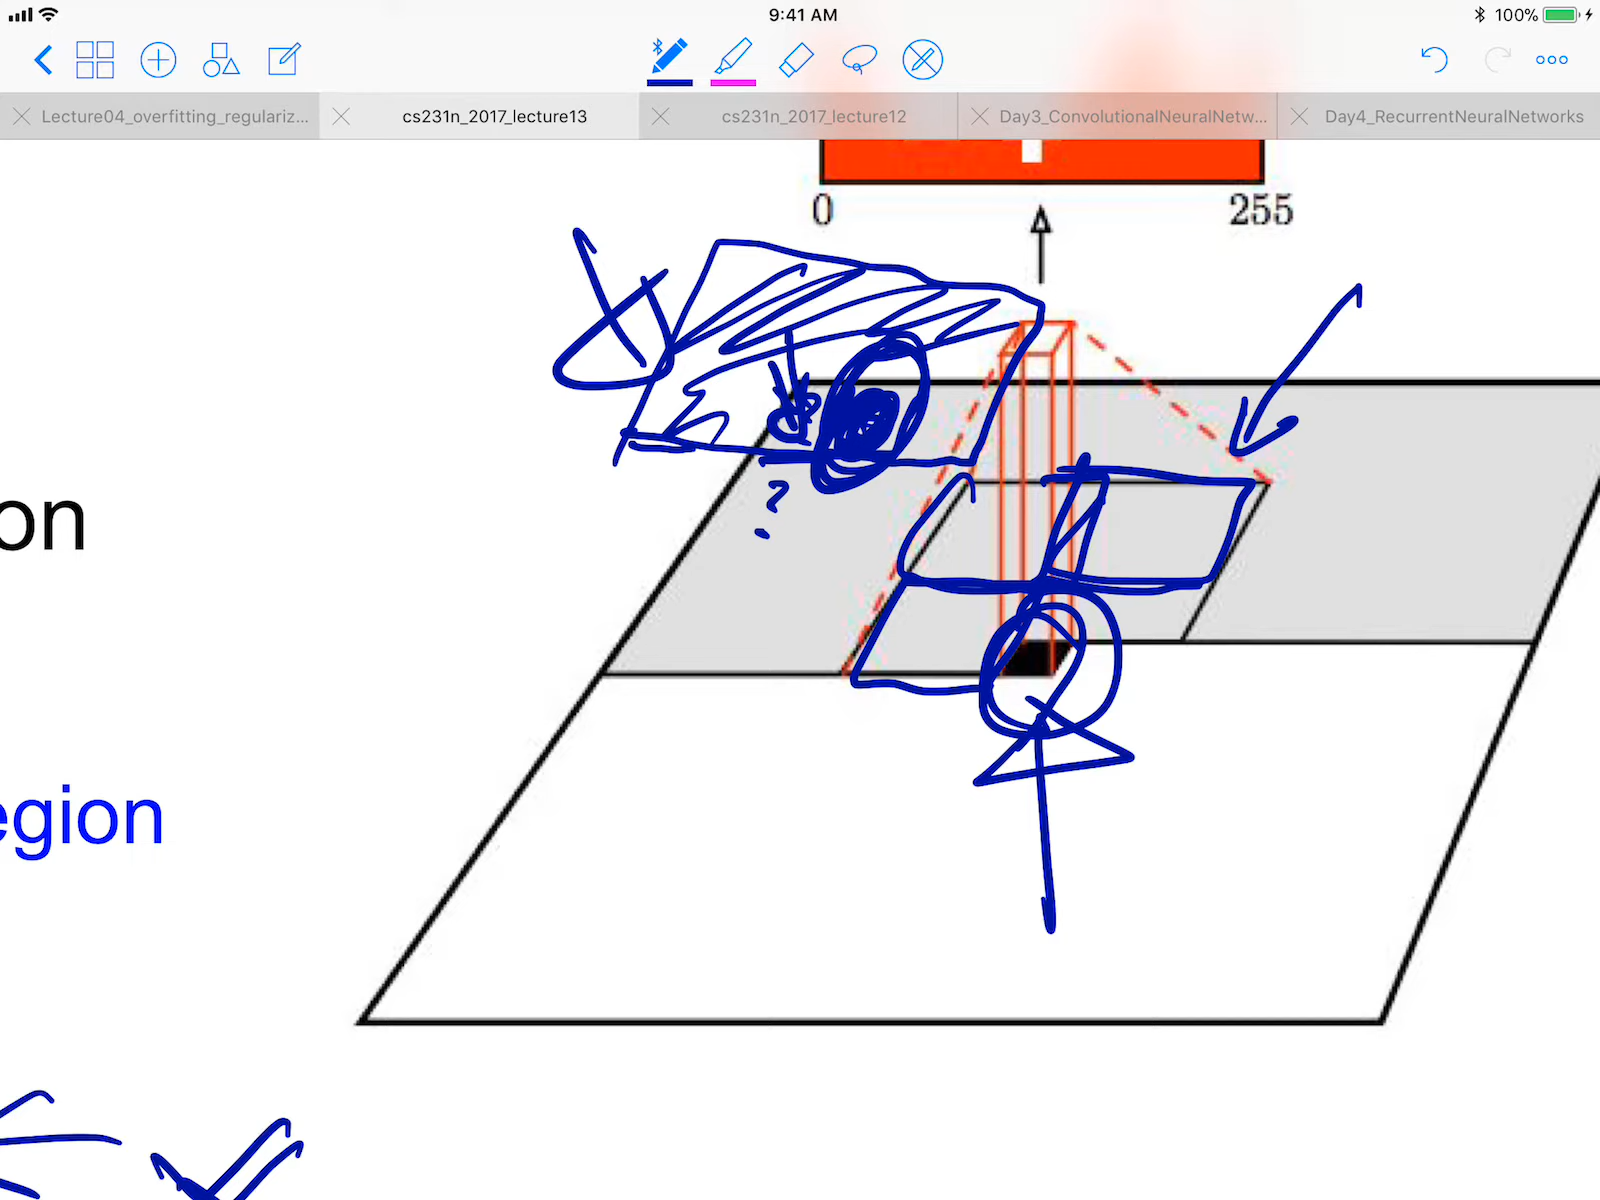 9:41 AM
100%
Lecture04_overfitting_regulariz...
cs231n_2017_lecture13
cs231n_2017_lecture12
Day3_ConvolutionalNeuralNetw...
Day4_RecurrentNeuralNetworks
0
255
on
egion
?